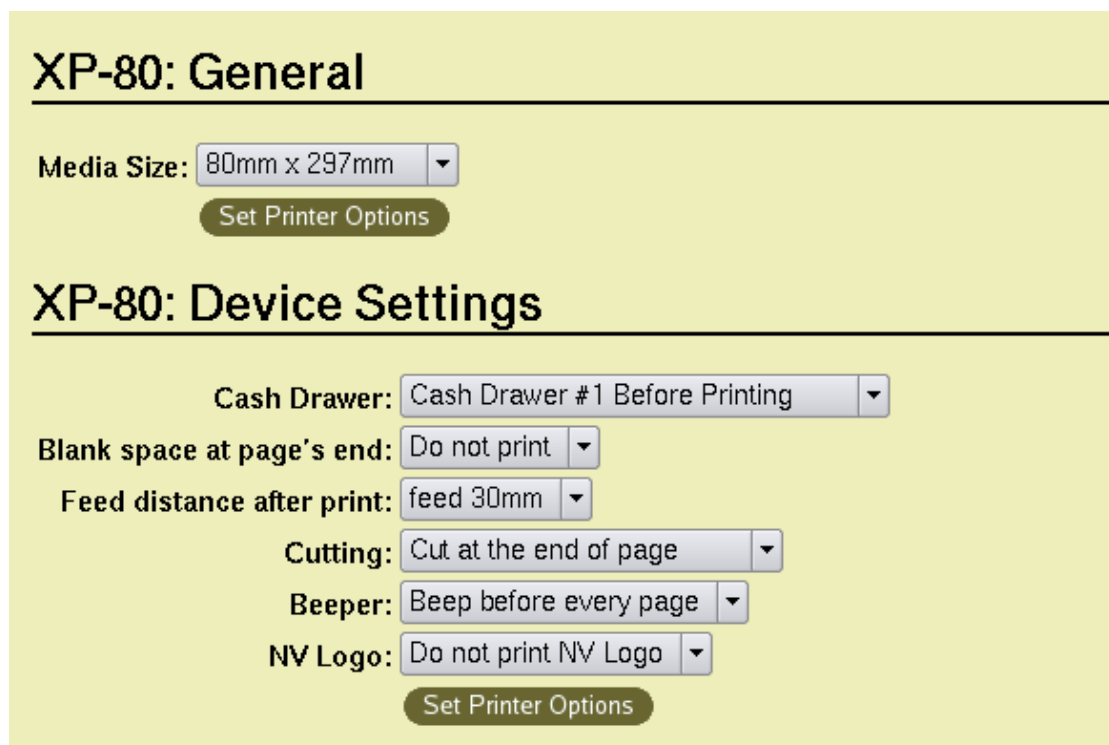 XP-80: General
Media Size: 80mm x 297mm
Set Printer Options
XP-80: Device Settings
Cash Drawer: Cash Drawer #1 Before Printing
Blank space at page's end: Do not print
Feed distance after print: feed 30mm
Cutting: Cut at the end of page
Beeper: Beep before every page
NV Logo: Do not print NV Logo
Set Printer Options